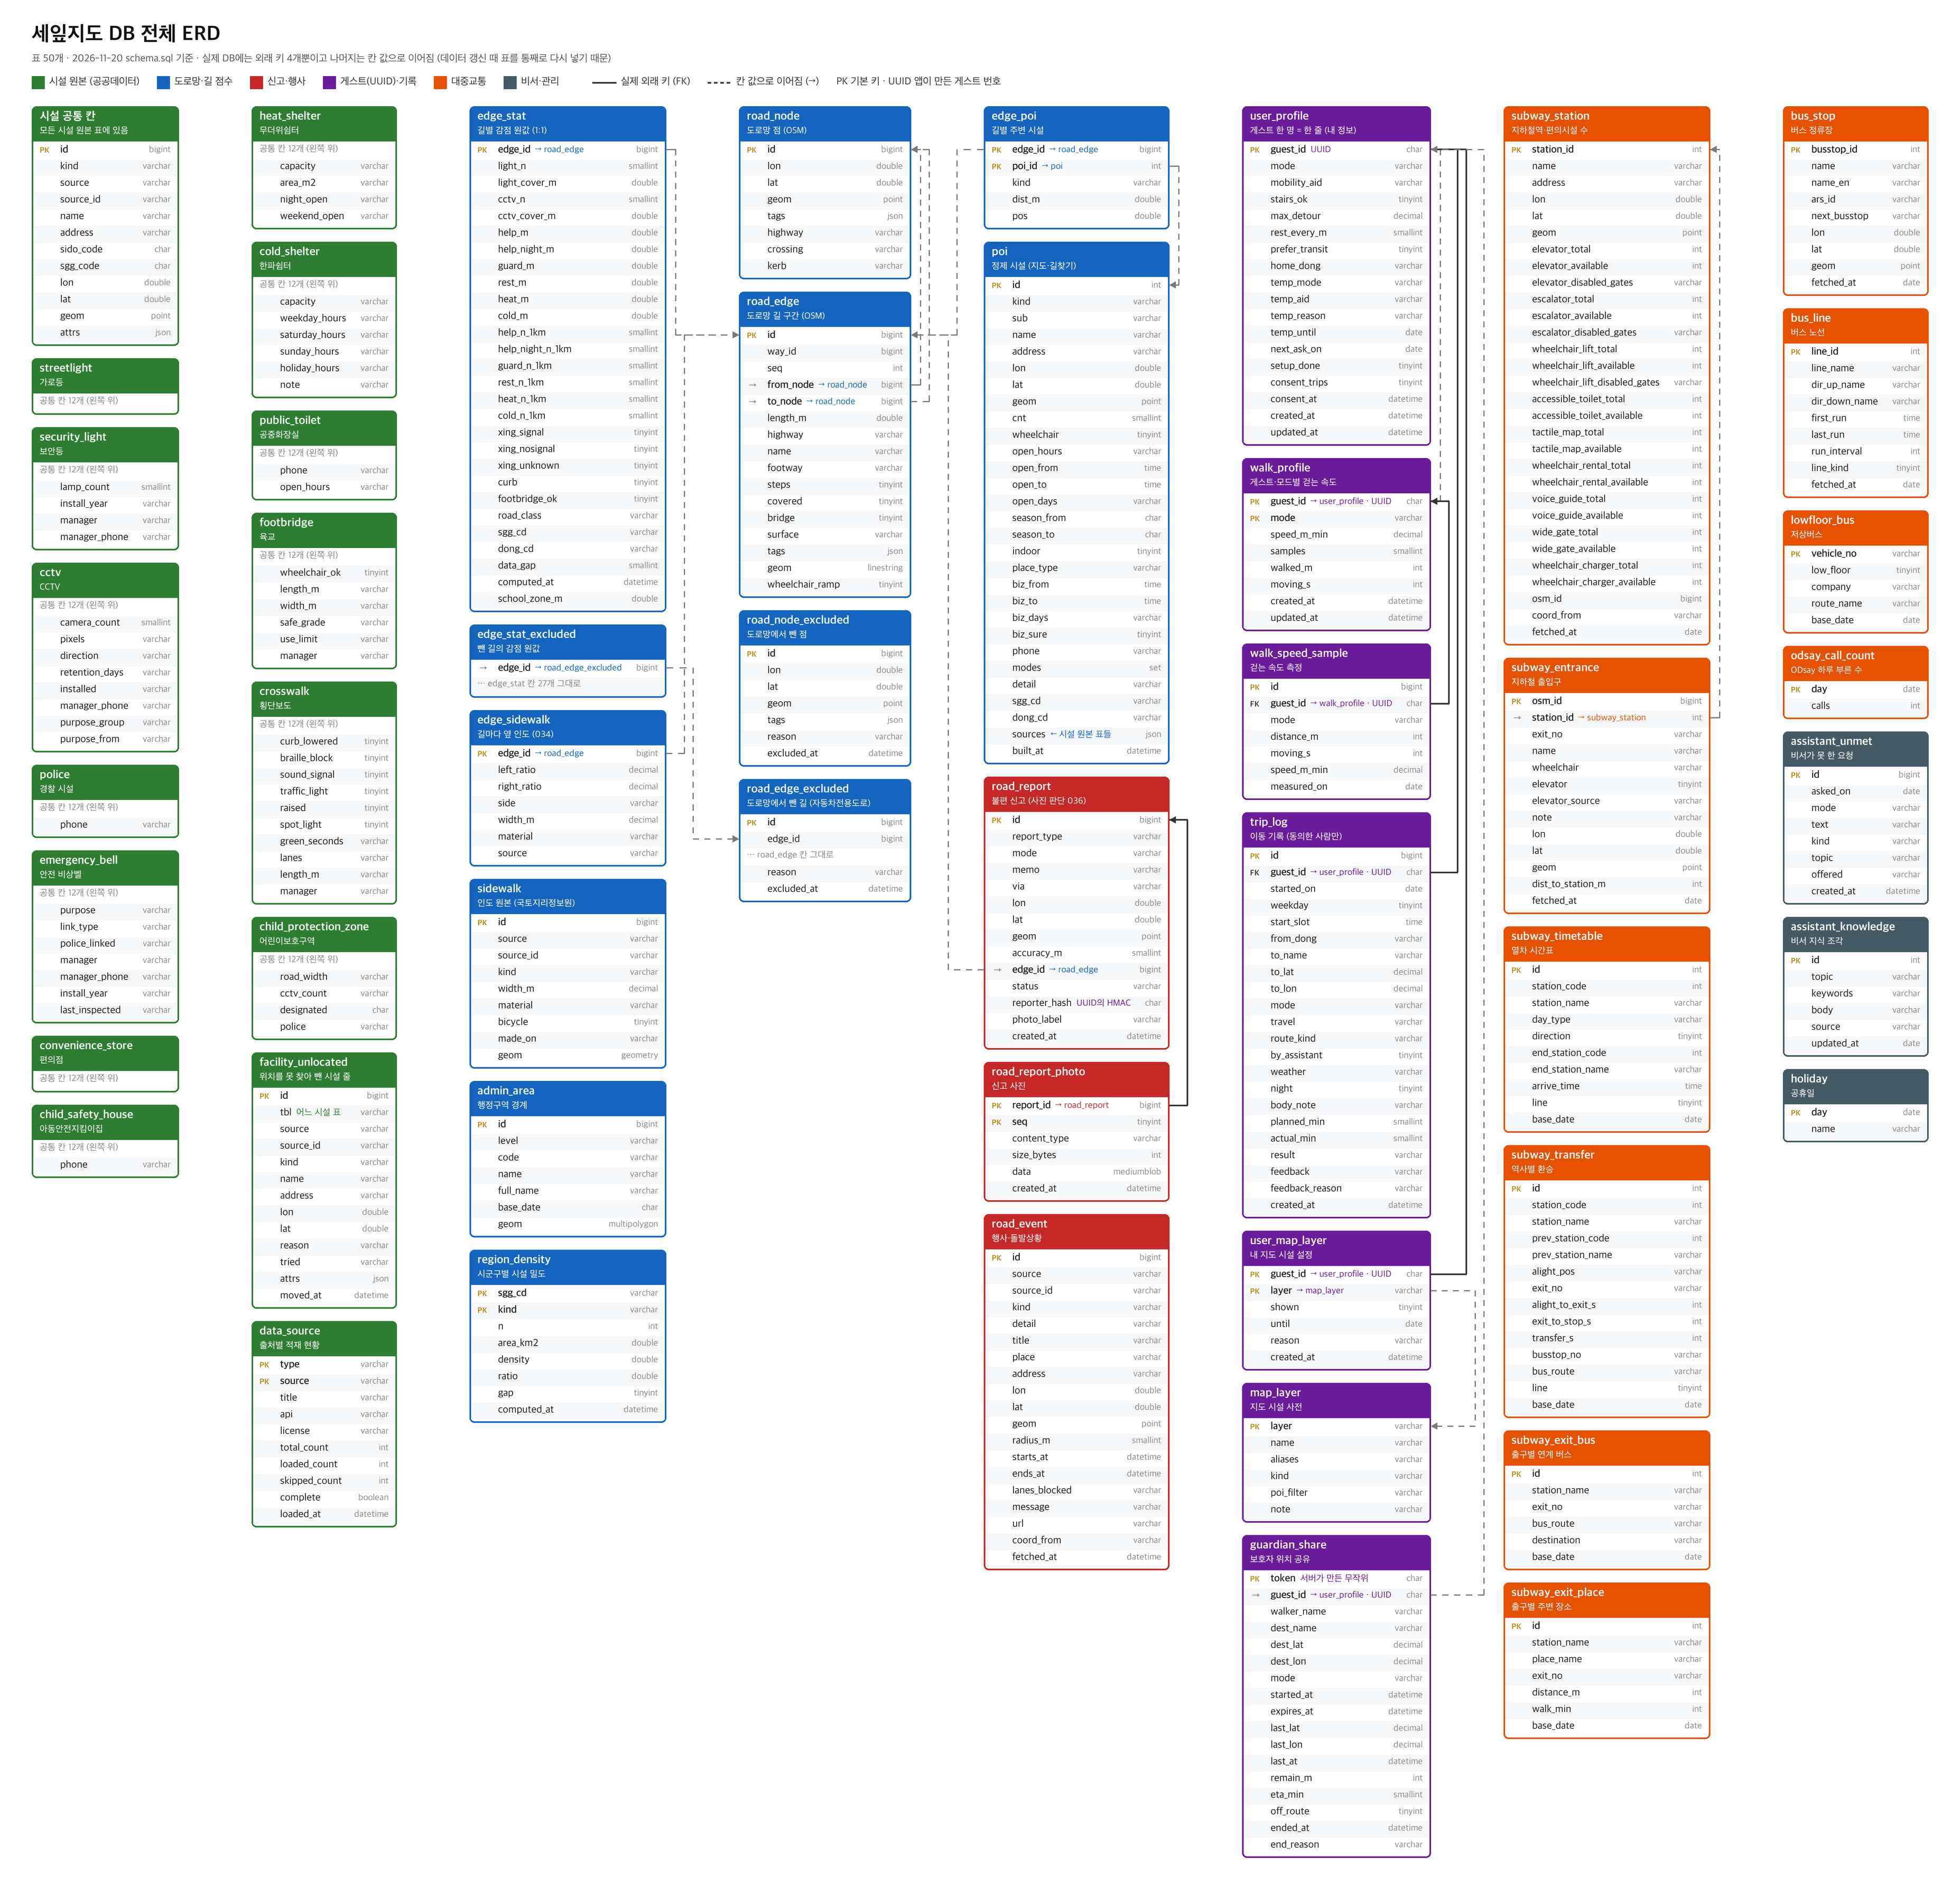 세잎지도 DB 전체 ERD
표 50개 · 2026-11-20 schema.sql 기준 · 실제 DB에는 외래 키 4개뿐이고 나머지는 칸 값으로 이어짐 (데이터 갱신 때 표를 통째로 다시 넣기 때문)
시설 원본 (공공데이터) 도로망·길 점수 신고·행사 게스트(UUID)·기록 대중교통 비서·관리 실제 외래 키 (FK) 칸 값으로 이어짐 (→) PK 기본 키 · UUID 앱이 만든 게스트 번호
시설 공통 칸
모든 시설 원본 표에 있음
PK id bigint
kind varchar
source varchar
source_id varchar
name varchar
address varchar
sido_code char
sgg_code char
lon double
lat double
geom point
attrs json
streetlight
가로등
공통 칸 12개 (왼쪽 위)
security_light
보안등
공통 칸 12개 (왼쪽 위)
lamp_count smallint
install_year varchar
manager varchar
manager_phone varchar
cctv
CCTV
공통 칸 12개 (왼쪽 위)
camera_count smallint
pixels varchar
direction varchar
retention_days varchar
installed varchar
manager_phone varchar
purpose_group varchar
purpose_from varchar
police
경찰 시설
공통 칸 12개 (왼쪽 위)
phone varchar
emergency_bell
안전 비상벨
공통 칸 12개 (왼쪽 위)
purpose varchar
link_type varchar
police_linked varchar
manager varchar
manager_phone varchar
install_year varchar
last_inspected varchar
convenience_store
편의점
공통 칸 12개 (왼쪽 위)
child_safety_house
아동안전지킴이집
공통 칸 12개 (왼쪽 위)
phone varchar
heat_shelter
무더위쉼터
공통 칸 12개 (왼쪽 위)
capacity varchar
area_m2 varchar
night_open varchar
weekend_open varchar
cold_shelter
한파쉼터
공통 칸 12개 (왼쪽 위)
capacity varchar
weekday_hours varchar
saturday_hours varchar
sunday_hours varchar
holiday_hours varchar
note varchar
public_toilet
공중화장실
공통 칸 12개 (왼쪽 위)
phone varchar
open_hours varchar
footbridge
육교
공통 칸 12개 (왼쪽 위)
wheelchair_ok tinyint
length_m varchar
width_m varchar
safe_grade varchar
use_limit varchar
manager varchar
crosswalk
횡단보도
공통 칸 12개 (왼쪽 위)
curb_lowered tinyint
braille_block tinyint
sound_signal tinyint
traffic_light tinyint
raised tinyint
spot_light tinyint
green_seconds varchar
lanes varchar
length_m varchar
manager varchar
child_protection_zone
어린이보호구역
공통 칸 12개 (왼쪽 위)
road_width varchar
cctv_count varchar
designated char
police varchar
facility_unlocated
위치를 못 찾아 뺀 시설 줄
PK id bigint
tbl 어느 시설 표 varchar
source varchar
source_id varchar
kind varchar
name varchar
address varchar
lon double
lat double
reason varchar
tried varchar
attrs json
moved_at datetime
data_source
출처별 적재 현황
PK type varchar
PK source varchar
title varchar
api varchar
license varchar
total_count int
loaded_count int
skipped_count int
complete boolean
loaded_at datetime
edge_stat
길별 감점 원값 (1:1)
PK edge_id → road_edge bigint
light_n smallint
light_cover_m double
cctv_n smallint
cctv_cover_m double
help_m double
help_night_m double
guard_m double
rest_m double
heat_m double
cold_m double
help_n_1km smallint
help_night_n_1km smallint
guard_n_1km smallint
rest_n_1km smallint
heat_n_1km smallint
cold_n_1km smallint
xing_signal tinyint
xing_nosignal tinyint
xing_unknown tinyint
curb tinyint
footbridge_ok tinyint
road_class varchar
sgg_cd varchar
dong_cd varchar
data_gap smallint
computed_at datetime
school_zone_m double
edge_stat_excluded
뺀 길의 감점 원값
→ edge_id → road_edge_excluded bigint
··· edge_stat 칸 27개 그대로
edge_sidewalk
길마다 옆 인도 (034)
PK edge_id → road_edge bigint
left_ratio decimal
right_ratio decimal
side varchar
width_m decimal
material varchar
source varchar
sidewalk
인도 원본 (국토지리정보원)
PK id bigint
source varchar
source_id varchar
kind varchar
width_m decimal
material varchar
bicycle tinyint
made_on varchar
geom geometry
admin_area
행정구역 경계
PK id bigint
level varchar
code varchar
name varchar
full_name varchar
base_date char
geom multipolygon
region_density
시군구별 시설 밀도
PK sgg_cd varchar
PK kind varchar
n int
area_km2 double
density double
ratio double
gap tinyint
computed_at datetime
road_node
도로망 점 (OSM)
PK id bigint
lon double
lat double
geom point
tags json
highway varchar
crossing varchar
kerb varchar
road_edge
도로망 길 구간 (OSM)
PK id bigint
way_id bigint
seq int
→ from_node → road_node bigint
→ to_node → road_node bigint
length_m double
highway varchar
name varchar
footway varchar
steps tinyint
covered tinyint
bridge tinyint
surface varchar
tags json
geom linestring
wheelchair_ramp tinyint
road_node_excluded
도로망에서 뺀 점
PK id bigint
lon double
lat double
geom point
tags json
reason varchar
excluded_at datetime
road_edge_excluded
도로망에서 뺀 길 (자동차전용도로)
PK id bigint
edge_id bigint
··· road_edge 칸 그대로
reason varchar
excluded_at datetime
edge_poi
길별 주변 시설
PK edge_id → road_edge bigint
PK poi_id → poi int
kind varchar
dist_m double
pos double
poi
정제 시설 (지도·길찾기)
PK id int
kind varchar
sub varchar
name varchar
address varchar
lon double
lat double
geom point
cnt smallint
wheelchair tinyint
open_hours varchar
open_from time
open_to time
open_days varchar
season_from char
season_to char
indoor tinyint
place_type varchar
biz_from time
biz_to time
biz_days varchar
biz_sure tinyint
phone varchar
modes set
detail varchar
sgg_cd varchar
dong_cd varchar
sources ← 시설 원본 표들 json
built_at datetime
road_report
불편 신고 (사진 판단 036)
PK id bigint
report_type varchar
mode varchar
memo varchar
via varchar
lon double
lat double
geom point
accuracy_m smallint
→ edge_id → road_edge bigint
status varchar
reporter_hash UUID의 HMAC char
photo_label varchar
created_at datetime
road_report_photo
신고 사진
PK report_id → road_report bigint
PK seq tinyint
content_type varchar
size_bytes int
data mediumblob
created_at datetime
road_event
행사·돌발상황
PK id bigint
source varchar
source_id varchar
kind varchar
detail varchar
title varchar
place varchar
address varchar
lon double
lat double
geom point
radius_m smallint
starts_at datetime
ends_at datetime
lanes_blocked varchar
message varchar
url varchar
coord_from varchar
fetched_at datetime
user_profile
게스트 한 명 = 한 줄 (내 정보)
PK guest_id UUID char
mode varchar
mobility_aid varchar
stairs_ok tinyint
max_detour decimal
rest_every_m smallint
prefer_transit tinyint
home_dong varchar
temp_mode varchar
temp_aid varchar
temp_reason varchar
temp_until date
next_ask_on date
setup_done tinyint
consent_trips tinyint
consent_at datetime
created_at datetime
updated_at datetime
walk_profile
게스트·모드별 걷는 속도
PK guest_id → user_profile · UUID char
PK mode varchar
speed_m_min decimal
samples smallint
walked_m int
moving_s int
created_at datetime
updated_at datetime
walk_speed_sample
걷는 속도 측정
PK id bigint
FK guest_id → walk_profile · UUID char
mode varchar
distance_m int
moving_s int
speed_m_min decimal
measured_on date
trip_log
이동 기록 (동의한 사람만)
PK id bigint
FK guest_id → user_profile · UUID char
started_on date
weekday tinyint
start_slot time
from_dong varchar
to_name varchar
to_lat decimal
to_lon decimal
mode varchar
travel varchar
route_kind varchar
by_assistant tinyint
weather varchar
night tinyint
body_note varchar
planned_min smallint
actual_min smallint
result varchar
feedback varchar
feedback_reason varchar
created_at datetime
user_map_layer
내 지도 시설 설정
PK guest_id → user_profile · UUID char
PK layer → map_layer varchar
shown tinyint
until date
reason varchar
created_at datetime
map_layer
지도 시설 사전
PK layer varchar
name varchar
aliases varchar
kind varchar
poi_filter varchar
note varchar
guardian_share
보호자 위치 공유
PK token 서버가 만든 무작위 char
→ guest_id → user_profile · UUID char
walker_name varchar
dest_name varchar
dest_lat decimal
dest_lon decimal
mode varchar
started_at datetime
expires_at datetime
last_lat decimal
last_lon decimal
last_at datetime
remain_m int
eta_min smallint
off_route tinyint
ended_at datetime
end_reason varchar
subway_station
지하철역·편의시설 수
PK station_id int
name varchar
address varchar
lon double
lat double
geom point
elevator_total int
elevator_available int
elevator_disabled_gates varchar
escalator_total int
escalator_available int
escalator_disabled_gates varchar
wheelchair_lift_total int
wheelchair_lift_available int
wheelchair_lift_disabled_gates varchar
accessible_toilet_total int
accessible_toilet_available int
tactile_map_total int
tactile_map_available int
wheelchair_rental_total int
wheelchair_rental_available int
voice_guide_total int
voice_guide_available int
wide_gate_total int
wide_gate_available int
wheelchair_charger_total int
wheelchair_charger_available int
osm_id bigint
coord_from varchar
fetched_at date
subway_entrance
지하철 출입구
PK osm_id bigint
→ station_id → subway_station int
exit_no varchar
name varchar
wheelchair varchar
elevator tinyint
elevator_source varchar
note varchar
lon double
lat double
geom point
dist_to_station_m int
fetched_at date
subway_timetable
열차 시간표
PK id int
station_code int
station_name varchar
day_type varchar
direction tinyint
end_station_code int
end_station_name varchar
arrive_time time
line tinyint
base_date date
subway_transfer
역사별 환승
PK id int
station_code int
station_name varchar
prev_station_code int
prev_station_name varchar
alight_pos varchar
exit_no varchar
alight_to_exit_s int
exit_to_stop_s int
transfer_s int
busstop_no varchar
bus_route varchar
line tinyint
base_date date
subway_exit_bus
출구별 연계 버스
PK id int
station_name varchar
exit_no varchar
bus_route varchar
destination varchar
base_date date
subway_exit_place
출구별 주변 장소
PK id int
station_name varchar
place_name varchar
exit_no varchar
distance_m int
walk_min int
base_date date
bus_stop
버스 정류장
PK busstop_id int
name varchar
name_en varchar
ars_id varchar
next_busstop varchar
lon double
lat double
geom point
fetched_at date
bus_line
버스 노선
PK line_id int
line_name varchar
dir_up_name varchar
dir_down_name varchar
first_run time
last_run time
run_interval int
line_kind tinyint
fetched_at date
lowfloor_bus
저상버스
PK vehicle_no varchar
low_floor tinyint
company varchar
route_name varchar
base_date date
odsay_call_count
ODsay 하루 부른 수
PK day date
calls int
assistant_unmet
비서가 못 한 요청
PK id bigint
asked_on date
mode varchar
text varchar
kind varchar
topic varchar
offered varchar
created_at datetime
assistant_knowledge
비서 지식 조각
PK id int
topic varchar
keywords varchar
body varchar
source varchar
updated_at date
holiday
공휴일
PK day date
name varchar